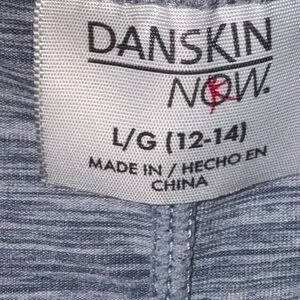 DANSKIN
NOW.
L/G (12-14)
MADE IN / HECHO EN
CHINA